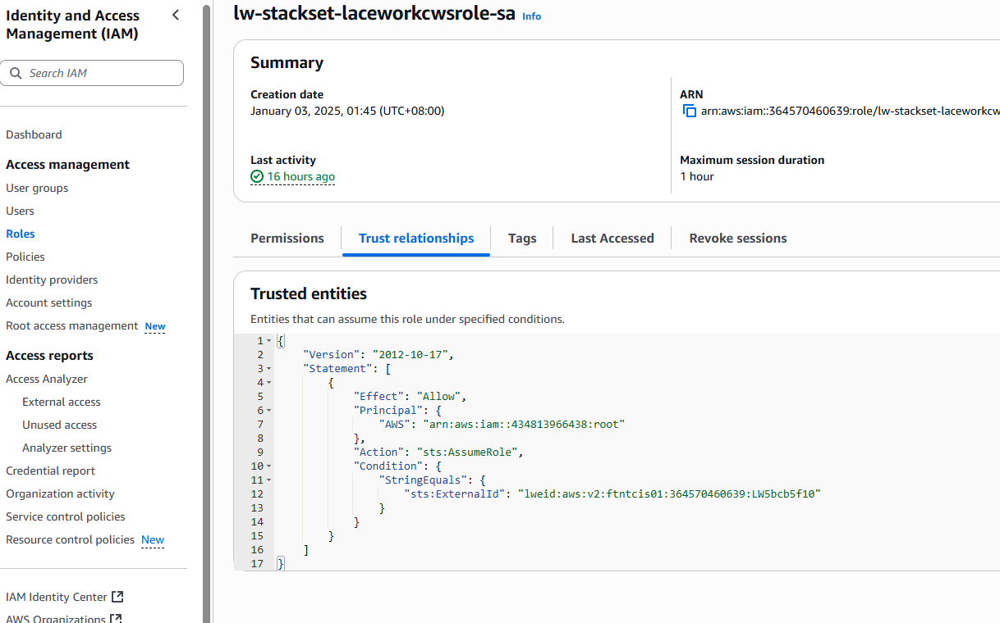 Identity and Access
Management (IAM)
Search IAM
Dashboard
Access management
User groups
Users
Roles
Policies
Identity providers
Account settings
Root access management New
Access reports
Access Analyzer
External access
Unused access
Analyzer settings
Credential report
Organization activity
Service control policies
Resource control policies New
IAM Identity Center
AWS Organizations
lw-stackset-laceworkcwsrole-sa Info
Summary
Creation date
January 03, 2025, 01:45 (UTC+08:00)
ARN
arn:aws:iam::364570460639:role/lw-stackset-laceworkcw
Last activity
16 hours ago
Maximum session duration
1 hour
Permissions
Trust relationships
Tags
Last Accessed
Revoke sessions
Trusted entities
Entities that can assume this role under specified conditions.
1 {
2 "Version": "2012-10-17",
3 "Statement": [
4 {
5 "Effect": "Allow",
6 "Principal": {
7 "AWS": "arn:aws:iam::434813966438:root"
8 },
9 "Action": "sts:AssumeRole",
10 "Condition": {
11 "StringEquals": {
12 "sts:ExternalId": "lweid:aws:v2:ftntcis01:364570460639:LW5bcb5f10"
13 }
14 }
15 }
16 ]
17 }